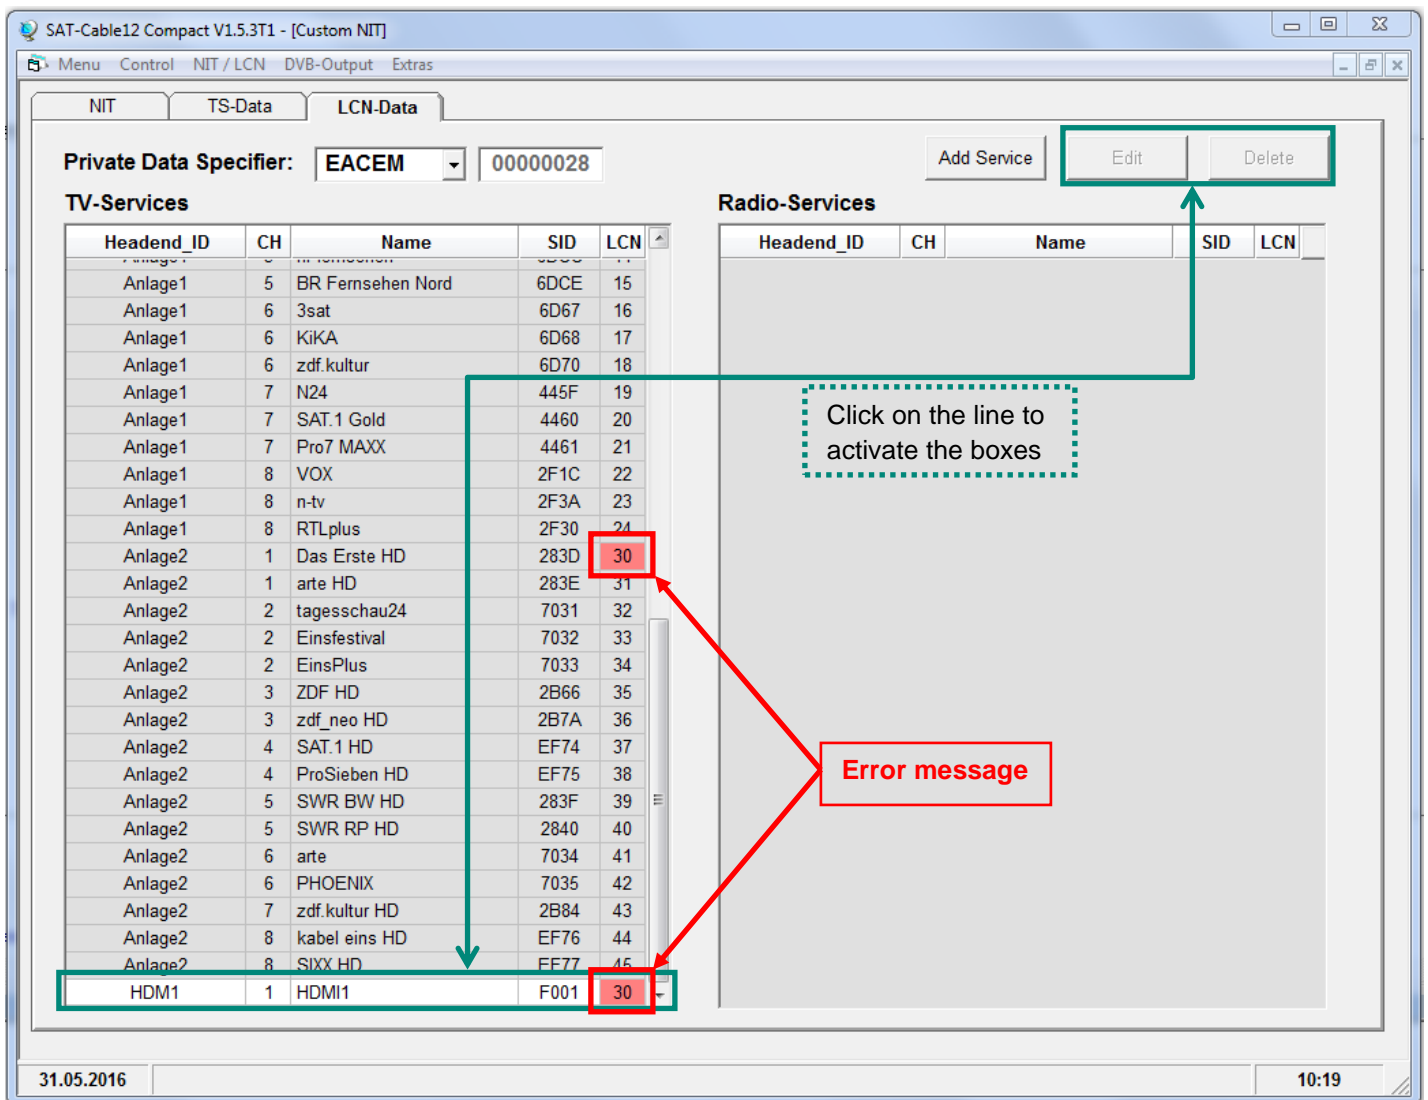 SAT-Cable12 Compact V1.5.3T1 - [Custom NIT]
Menu Control NIT / LCN DVB-Output Extras
NIT TS-Data LCN-Data
Private Data Specifier: EACEM 00000028 Add Service Edit Delete
TV-Services Radio-Services
Headend_ID CH Name SID LCN Headend_ID CH Name SID LCN
Anlage1 5 BR Fernsehen Nord 6DCE 15
Anlage1 6 3sat 6D67 16
Anlage1 6 KiKA 6D68 17
Anlage1 6 zdf.kultur 6D70 18
Anlage1 7 N24 445F 19
Anlage1 7 SAT.1 Gold 4460 20
Anlage1 7 Pro7 MAXX 4461 21
Anlage1 8 VOX 2F1C 22
Anlage1 8 n-tv 2F3A 23
Anlage1 8 RTLplus 2F30 24
Anlage2 1 Das Erste HD 283D 30
Anlage2 1 arte HD 283E 31
Anlage2 2 tagesschau24 7031 32
Anlage2 2 Einsfestival 7032 33
Anlage2 2 EinsPlus 7033 34
Anlage2 3 ZDF HD 2B66 35
Anlage2 3 zdf_neo HD 2B7A 36
Anlage2 4 SAT.1 HD EF74 37
Anlage2 4 ProSieben HD EF75 38
Anlage2 5 SWR BW HD 283F 39
Anlage2 5 SWR RP HD 2840 40
Anlage2 6 arte 7034 41
Anlage2 6 PHOENIX 7035 42
Anlage2 7 zdf.kultur HD 2B84 43
Anlage2 8 kabel eins HD EF76 44
Anlage2 8 SIXX HD EF77 45
HDM1 1 HDMI1 F001 30
Click on the line to
activate the boxes
Error message
31.05.2016 10:19